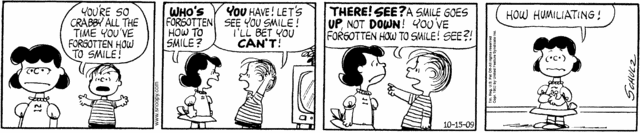 YOU'RE SO
CRABBY ALL THE
TIME YOU'VE
FORGOTTEN HOW
TO SMILE!
WHO'S
FORGOTTEN
HOW TO
SMILE?
YOU HAVE! LET'S
SEE YOU SMILE!
I'LL BET YOU
CAN'T!
www.snoopy.com
THERE! SEE? A SMILE GOES
UP, NOT DOWN! YOU'VE
FORGOTTEN HOW TO SMILE! SEE?!
10-15-09
HOW HUMILIATING!
SCHULZ